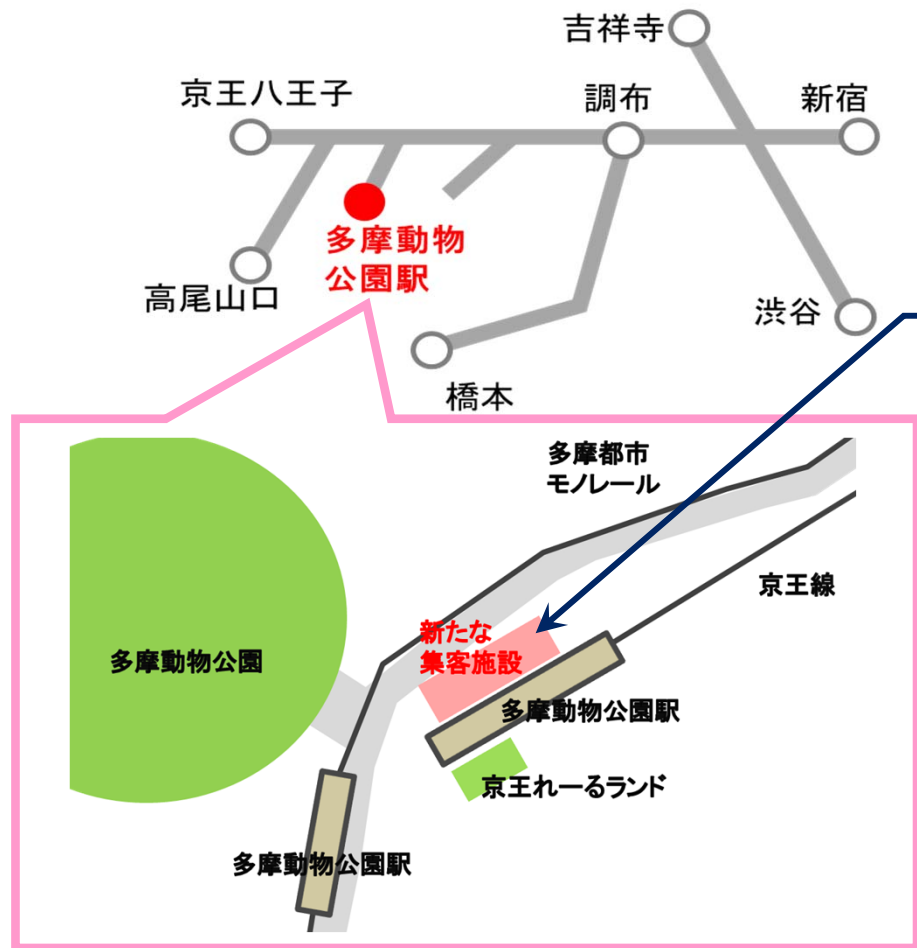 吉祥寺
京王八王子
調布
新宿
多摩動物
公園駅
高尾山口
渋谷
橋本
多摩都市
モノレール
京王線
新たな
集客施設
多摩動物公園
多摩動物公園駅
京王れーるランド
多摩動物公園駅